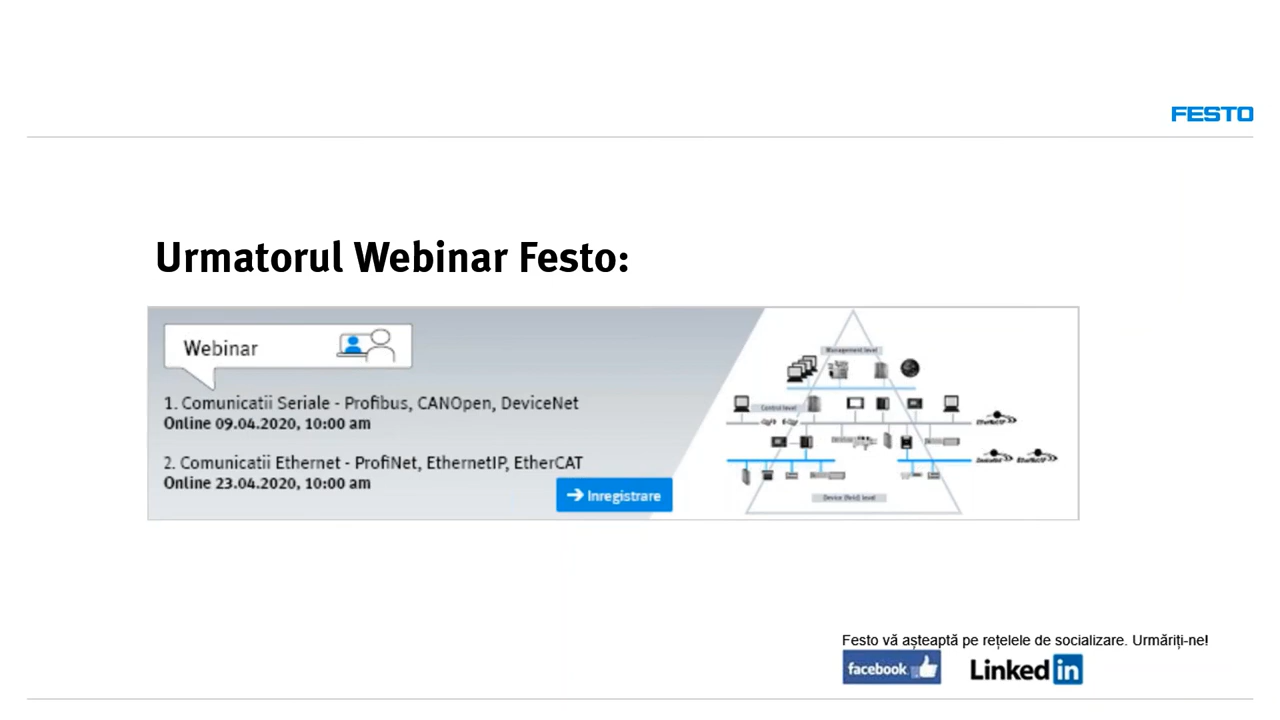 FESTO
Urmatorul Webinar Festo:
Webinar
1. Comunicatii Seriale - Profibus, CANOpen, DeviceNet
Online 09.04.2020, 10:00 am
2. Comunicatii Ethernet - ProfiNet, EthernetIP, EtherCAT
Online 23.04.2020, 10:00 am
→ Inregistrare
Management level
Control level
Device (field) level
Festo vă așteaptă pe rețelele de socializare. Urmăriți-ne!
facebook
Linked in